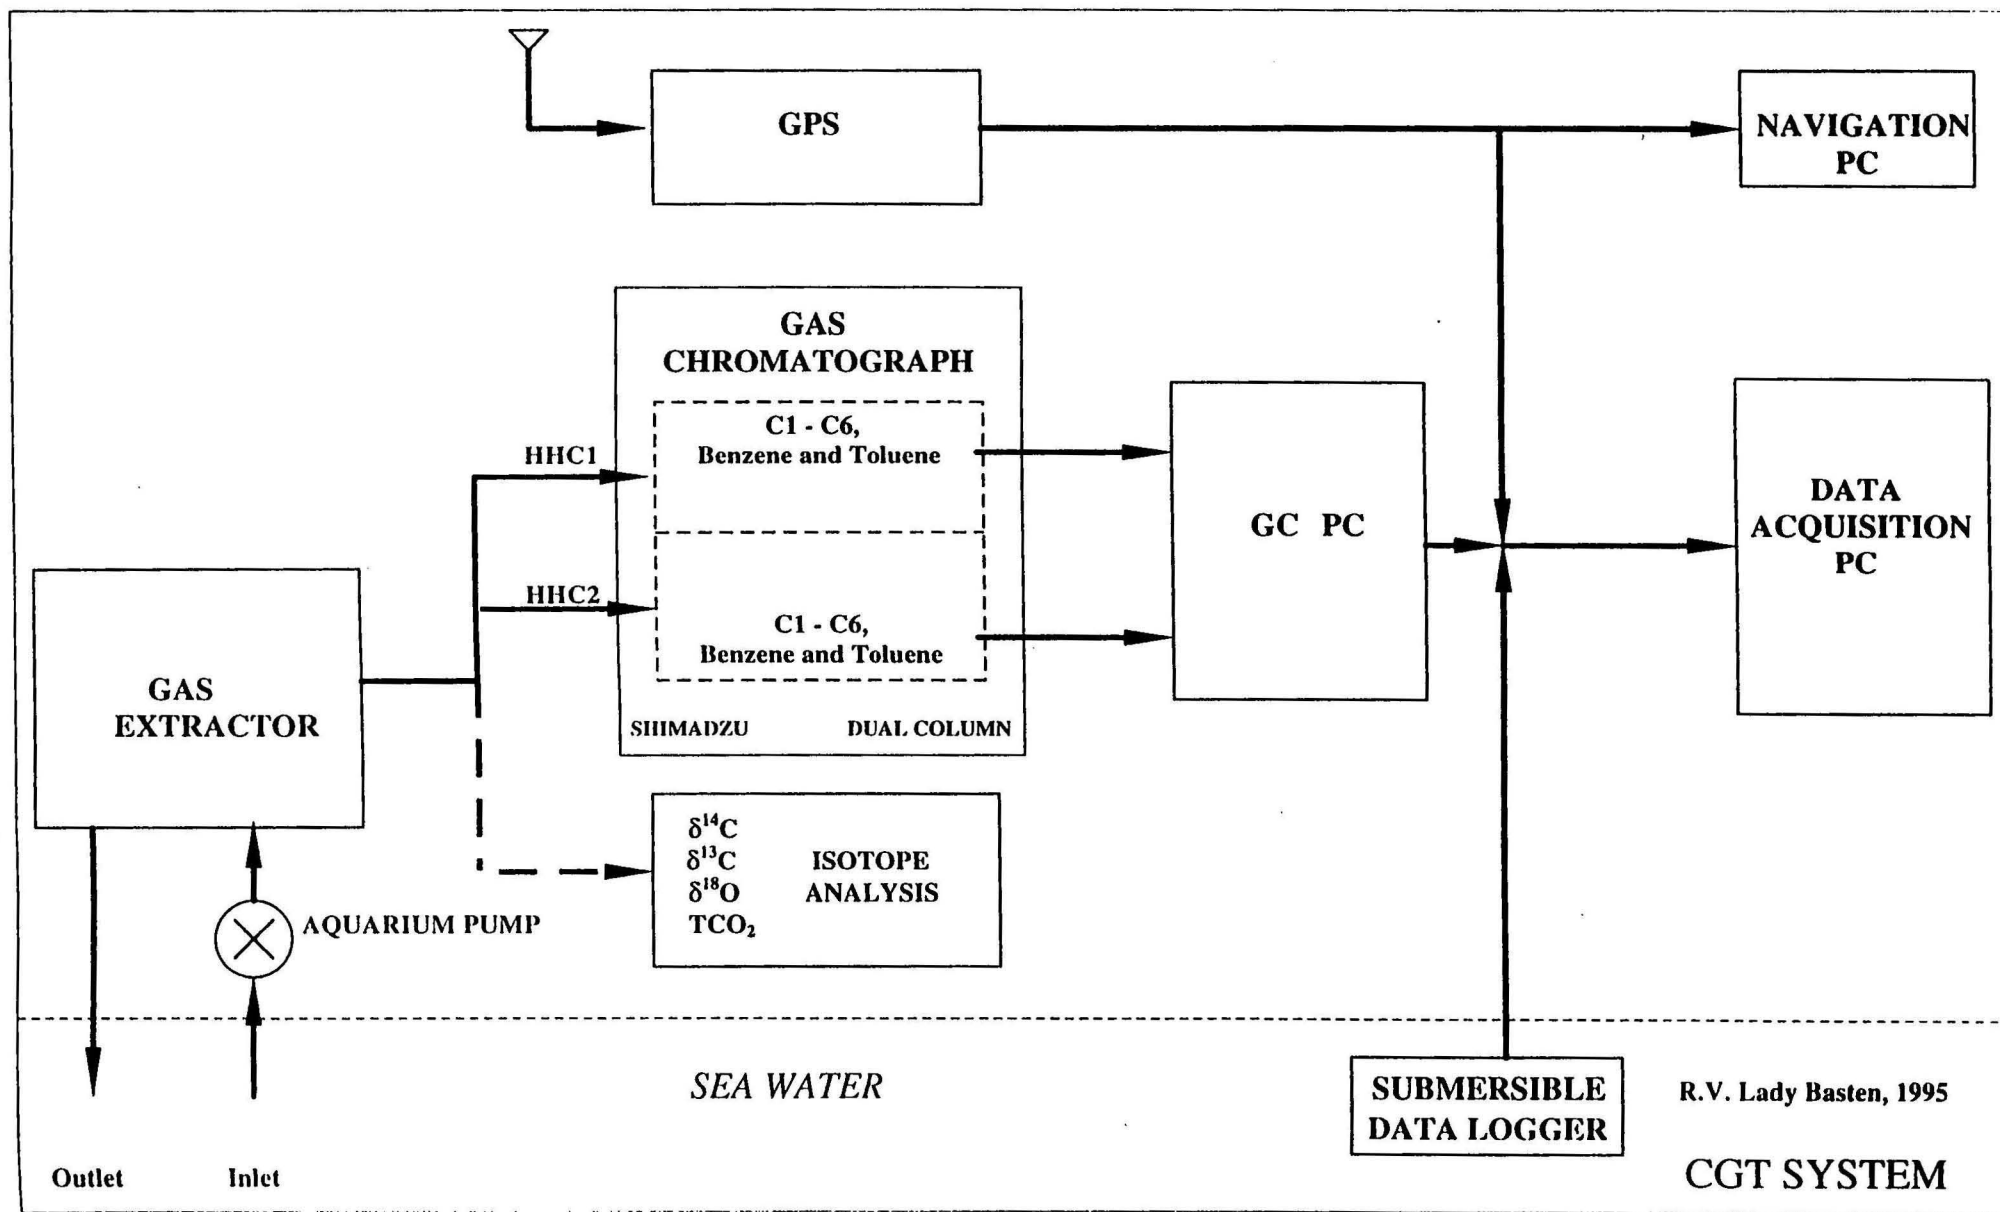 GPS
NAVIGATION
PC
GAS
CHROMATOGRAPH
C1 - C6,
Benzene and Toluene
HHC1
HHC2
C1 - C6,
Benzene and Toluene
SHIMADZU
DUAL COLUMN
GC PC
DATA
ACQUISITION
PC
GAS
EXTRACTOR
δ¹⁴C
δ¹³C
δ¹⁸O
TCO₂
ISOTOPE
ANALYSIS
AQUARIUM PUMP
SEA WATER
SUBMERSIBLE
DATA LOGGER
R.V. Lady Basten, 1995
Outlet
Inlet
CGT SYSTEM